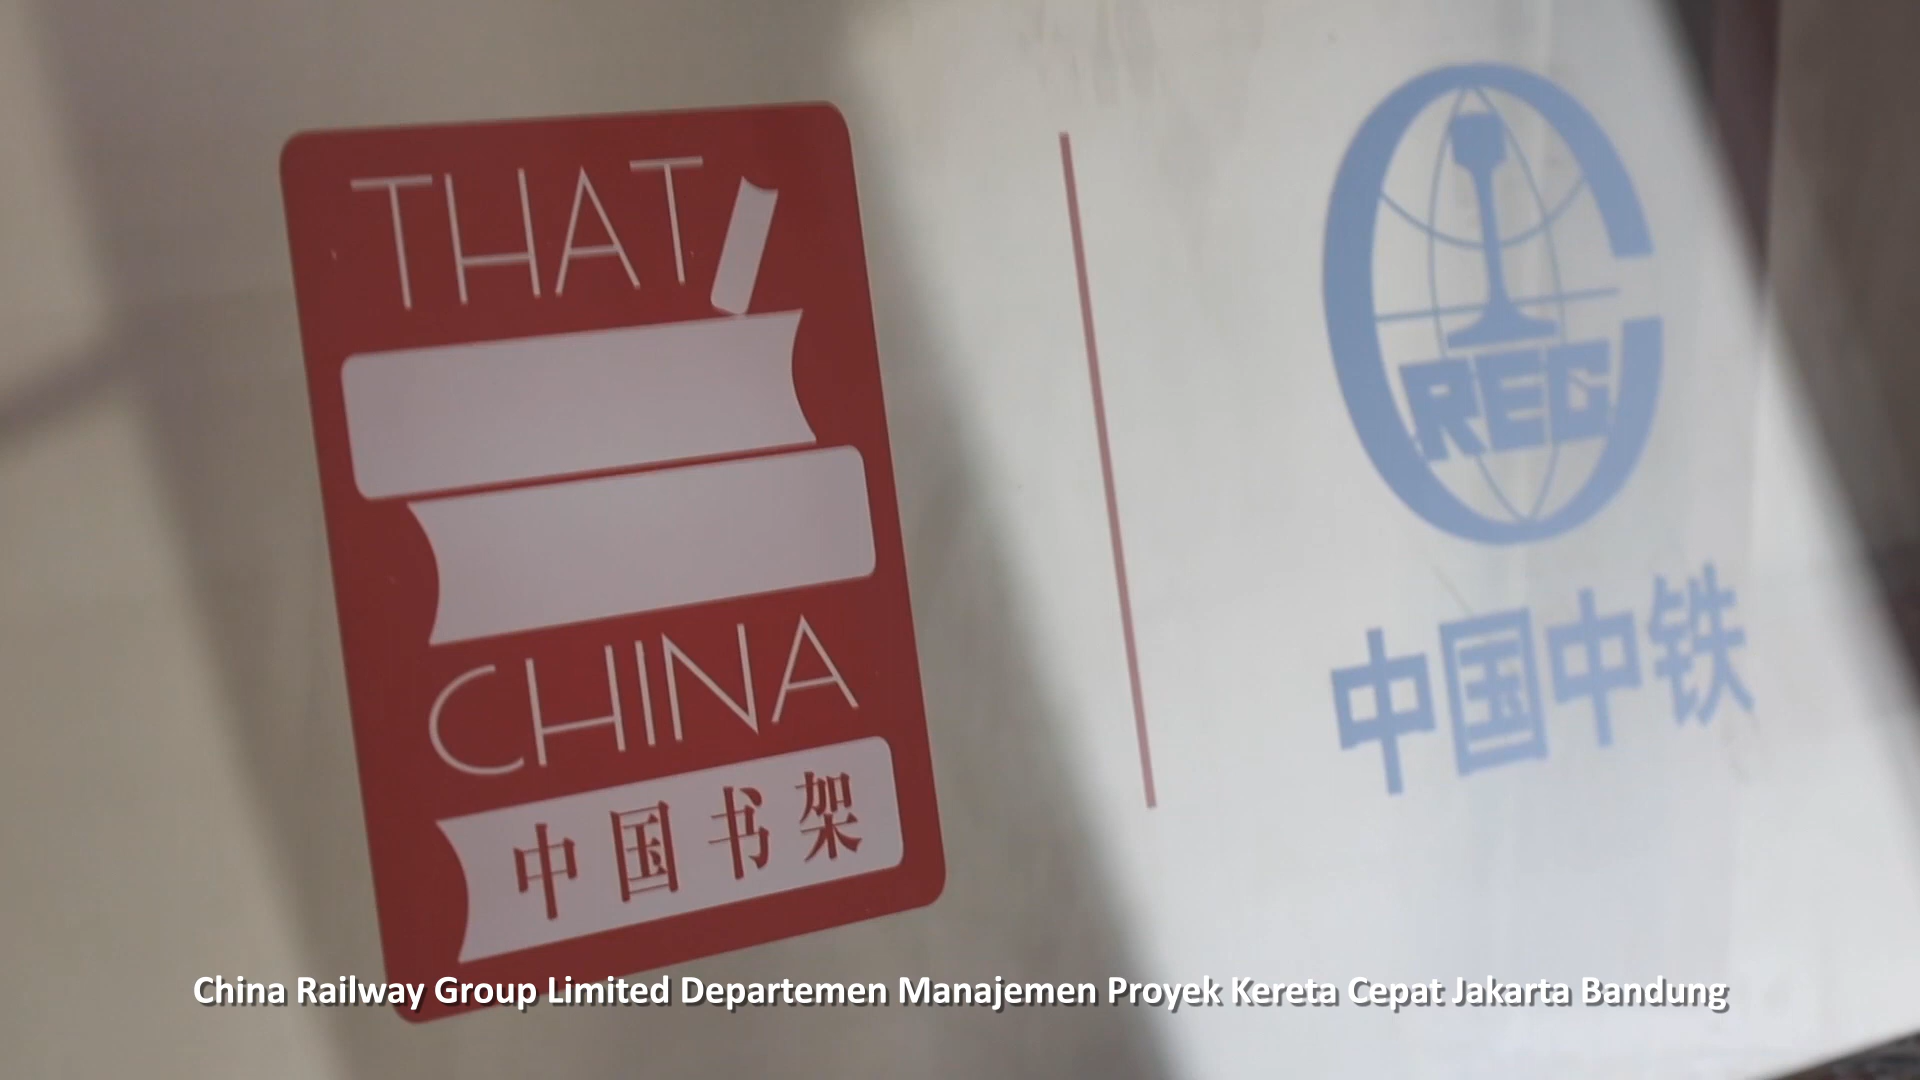 THAT
CHINA
中国书架
CREC
中国中铁
China Railway Group Limited Departemen Manajemen Proyek Kereta Cepat Jakarta Bandung